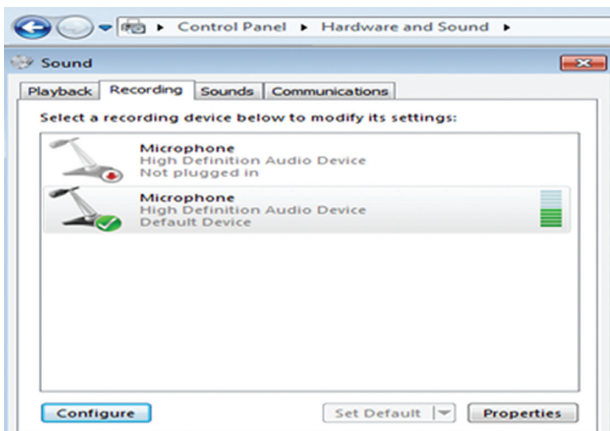 Control Panel ▸ Hardware and Sound ▸
Sound
Playback Recording Sounds Communications
Select a recording device below to modify its settings:
Microphone
High Definition Audio Device
Not plugged in
Microphone
High Definition Audio Device
Default Device
Configure Set Default Properties